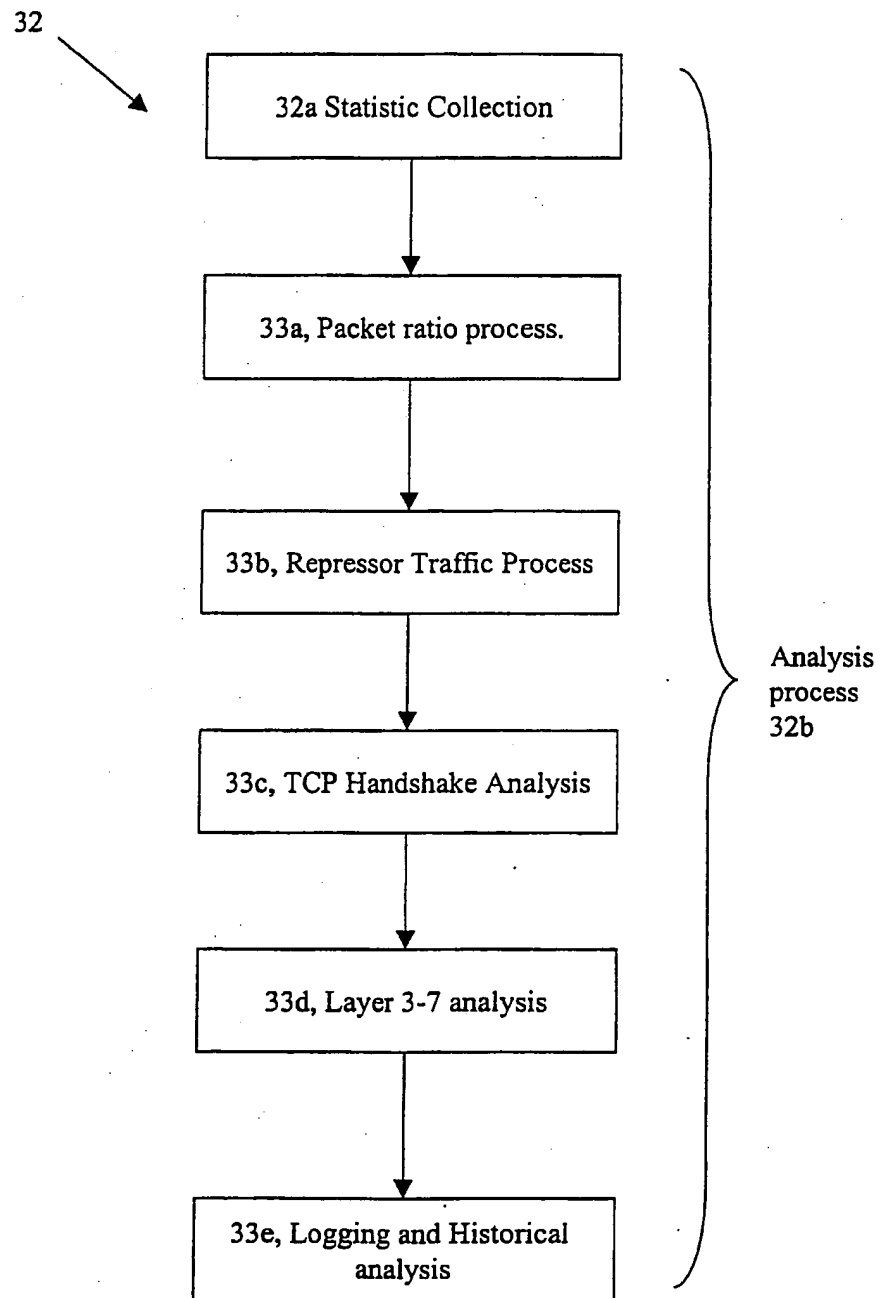 32
32a Statistic Collection
33a, Packet ratio process.
33b, Repressor Traffic Process
33c, TCP Handshake Analysis
33d, Layer 3-7 analysis
33e, Logging and Historical
analysis
Analysis
process
32b